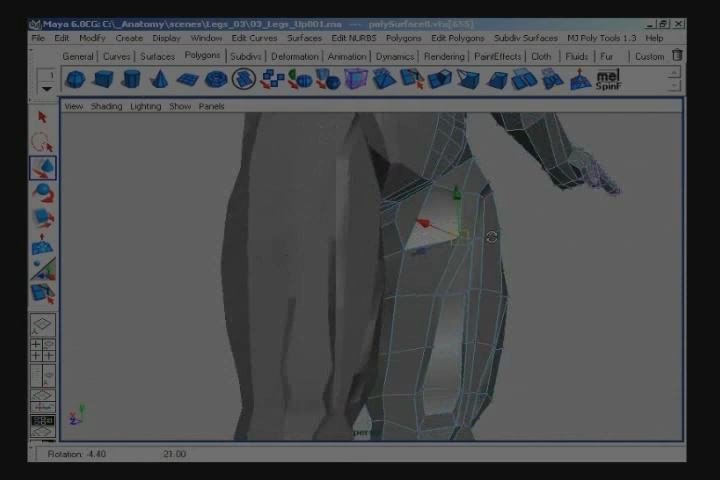 Maya 6.0CG: C:\_Anatomy\scenes\Legs_03\03_Legs_Up001.ma --- polySurface8.vtx[655]
File Edit Modify Create Display Window Edit Curves Surfaces Edit NURBS Polygons Edit Polygons Subdiv Surfaces MJ Poly Tools 1.3 Help
General Curves Surfaces Polygons Subdivs Deformation Animation Dynamics Rendering PaintEffects Cloth Fluids Fur Custom
mel
SpinF
View Shading Lighting Show Panels
persp
Rotation: -4.40 21.00